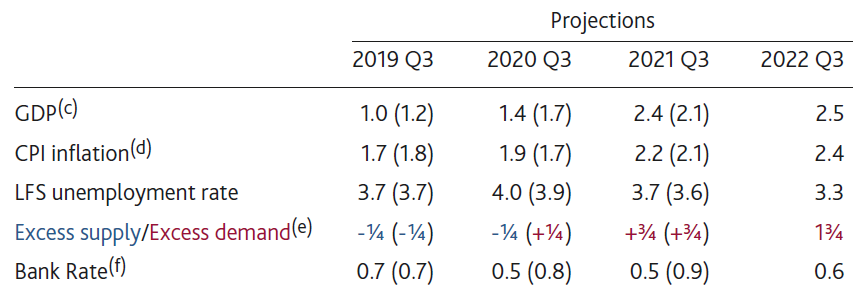 Projections
2019 Q3 2020 Q3 2021 Q3 2022 Q3
GDP(c) 1.0 (1.2) 1.4 (1.7) 2.4 (2.1) 2.5
CPI inflation(d) 1.7 (1.8) 1.9 (1.7) 2.2 (2.1) 2.4
LFS unemployment rate 3.7 (3.7) 4.0 (3.9) 3.7 (3.6) 3.3
Excess supply/Excess demand(e) -¼ (-¼) -¼ (+¼) +¾ (+¾) 1¾
Bank Rate(f) 0.7 (0.7) 0.5 (0.8) 0.5 (0.9) 0.6